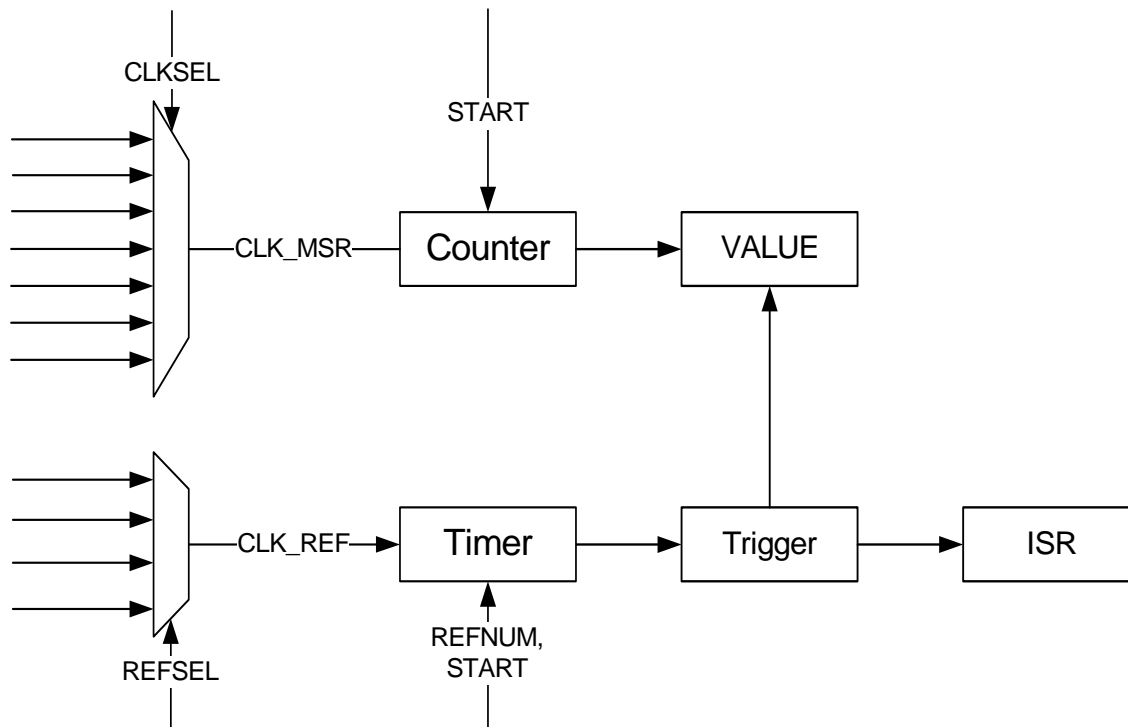 CLKSEL
START
CLK_MSR
Counter
VALUE
CLK_REF
Timer
Trigger
ISR
REFNUM,
START
REFSEL